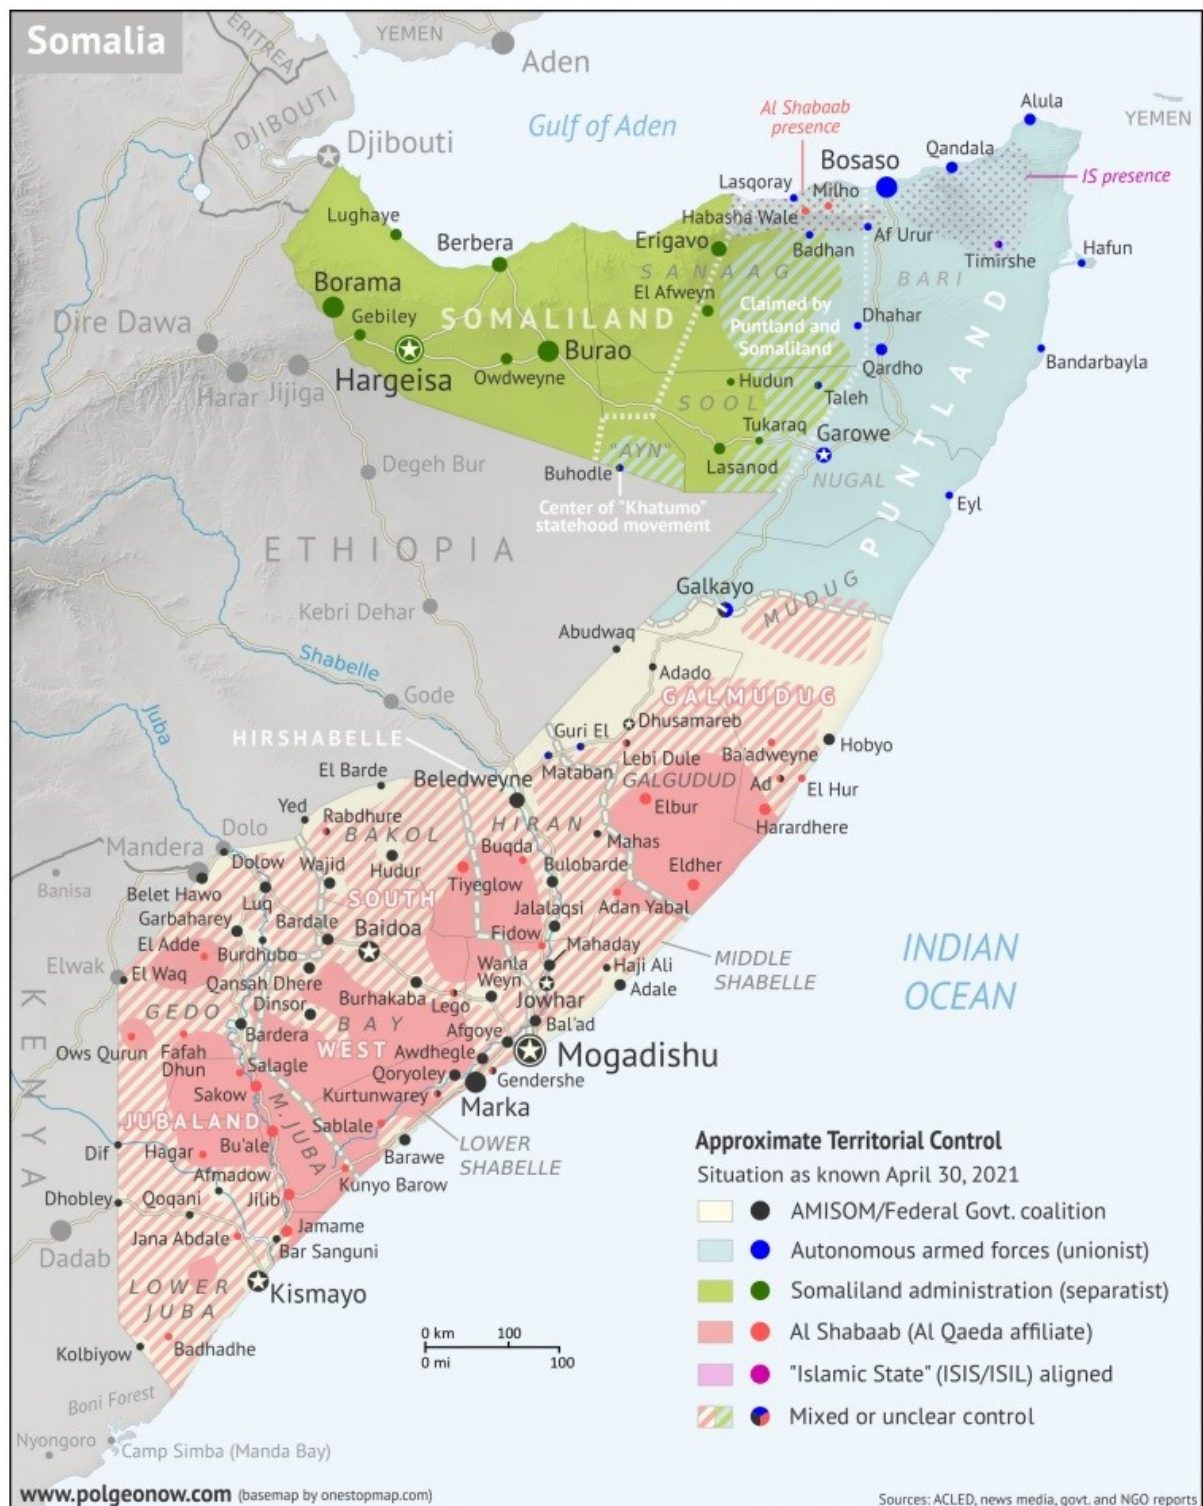 Somalia
ERITREA
YEMEN
Aden
DJIBOUTI
Djibouti
Gulf of Aden
Al Shabaab
presence
Alula
YEMEN
Bosaso
Qandala
IS presence
Lasqoray
Milho
Lughaye
Habasha Wale
Berbera
Erigavo
Badhan
Af Urur
Hafun
Timirshe
SANAAG
BARI
Borama
El Afweyn
Gebiley
SOMALILAND
Claimed by
Puntland and
Somaliland
Dire Dawa
Dhahar
PUNTLAND
Burao
Hargeisa
Owdweyne
Qardho
Bandarbayla
Harar
Jijiga
Hudun
Taleh
SOOL
Tukaraq
Garowe
"AYN"
Degeh Bur
Buhodle
Lasanod
NUGAL
Center of "Khatumo"
statehood movement
Eyl
ETHIOPIA
Galkayo
MUDUG
Kebri Dehar
Abudwaq
Shabelle
Adado
Gode
GALMUDUG
Juba
Dhusamareb
HIRSHABELLE
Guri El
Hobyo
Lebi Dule
Ba'adweyne
El Barde
Beledweyne
Mataban
GALGUDUD
Ad
El Hur
Yed
Elbur
Harardhere
Rabdhure
BAKOL
HIRAN
Mahas
Dolo
Mandera
Buqda
Dolow
Wajid
Hudur
Bulobarde
Eldher
Banisa
Belet Hawo
Tiyeglow
Luq
SOUTH
Jalalaqsi
Adan Yabal
Garbaharey
Bardale
Baidoa
Fidow
El Adde
Burdhubo
Mahaday
MIDDLE
SHABELLE
INDIAN
OCEAN
Elwak
El Waq
Qansah Dhere
Wanla
Weyn
Haji Ali
Dinsor
Burhakaba
Lego
Jowhar
Adale
KENYA
GEDO
BAY
Bal'ad
Bardera
Afgoye
Ows Qurun
Fafah
Dhun
WEST
Awdhegle
Mogadishu
Salagle
Qoryoley
Gendershe
Sakow
Kurtunwarey
Marka
JUBALAND
M. JUBA
Sablale
LOWER
SHABELLE
Dif
Hagar
Bu'ale
Barawe
Afmadow
Kunyo Barow
Dhobley
Qoqani
Jilib
Jamame
Dadab
Jana Abdale
Bar Sanguni
Kismayo
LOWER
JUBA
Badhadhe
Kolbiyow
Boni Forest
Nyongoro
Camp Simba (Manda Bay)
0 km 100
0 mi 100
Approximate Territorial Control
Situation as known April 30, 2021
AMISOM/Federal Govt. coalition
Autonomous armed forces (unionist)
Somaliland administration (separatist)
Al Shabaab (Al Qaeda affiliate)
"Islamic State" (ISIS/ISIL) aligned
Mixed or unclear control
www.polgeonow.com (basemap by onestopmap.com)
Sources: ACLED, news media, govt. and NGO reports